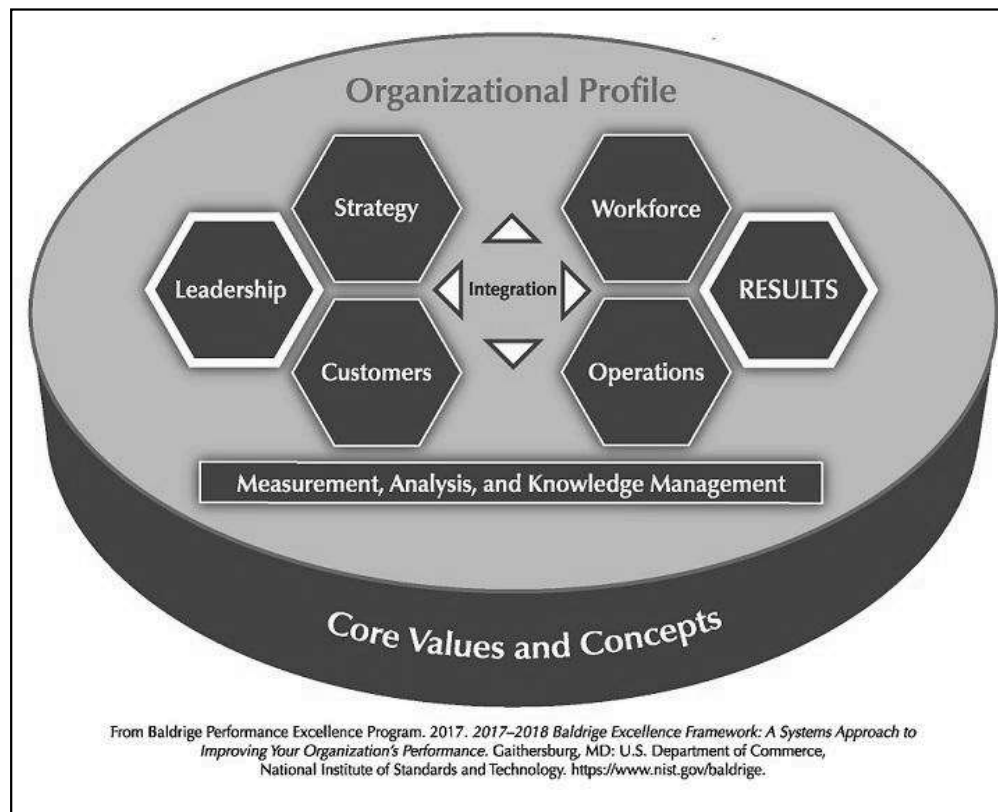 Organizational Profile
Strategy
Workforce
Leadership
Integration
RESULTS
Customers
Operations
Measurement, Analysis, and Knowledge Management
Core Values and Concepts
From Baldrige Performance Excellence Program. 2017. 2017–2018 Baldrige Excellence Framework: A Systems Approach to
Improving Your Organization's Performance. Gaithersburg, MD: U.S. Department of Commerce,
National Institute of Standards and Technology. https://www.nist.gov/baldrige.